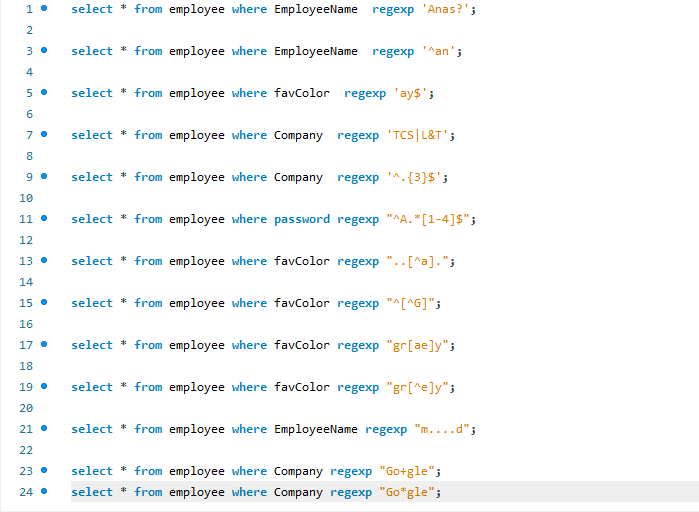 1 select * from employee where EmployeeName  regexp 'Anas?';
2
3 select * from employee where EmployeeName  regexp '^an';
4
5 select * from employee where favColor  regexp 'ay$';
6
7 select * from employee where Company  regexp 'TCS|L&T';
8
9 select * from employee where Company  regexp '^.{3}$';
10
11 select * from employee where password regexp "^A.*[1-4]$";
12
13 select * from employee where favColor regexp "..[^a].";
14
15 select * from employee where favColor regexp "^[^G]";
16
17 select * from employee where favColor regexp "gr[ae]y";
18
19 select * from employee where favColor regexp "gr[^e]y";
20
21 select * from employee where EmployeeName regexp "m....d";
22
23 select * from employee where Company regexp "Go+gle";
24 select * from employee where Company regexp "Go*gle";